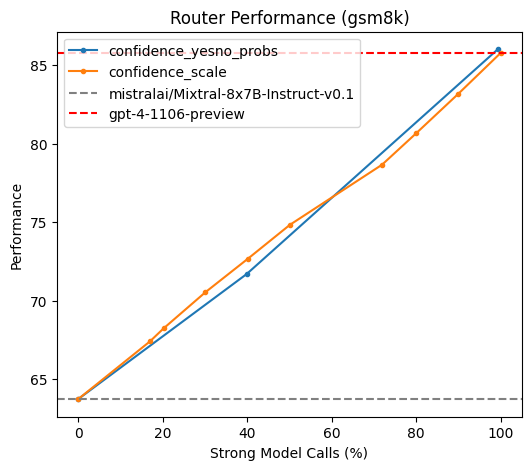 Router Performance (gsm8k)
confidence_yesno_probs
confidence_scale
mistralai/Mixtral-8x7B-Instruct-v0.1
gpt-4-1106-preview
85
80
75
70
65
Performance
0 20 40 60 80 100
Strong Model Calls (%)